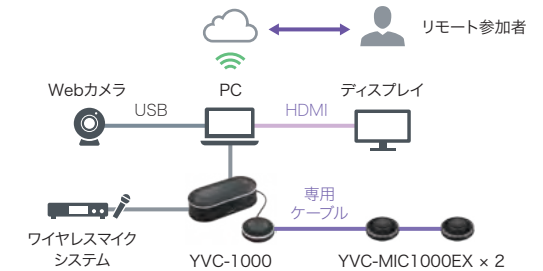 リモート参加者
Webカメラ
PC
ディスプレイ
USB
HDMI
専用
ケーブル
ワイヤレスマイク
システム
YVC-1000
YVC-MIC1000EX × 2